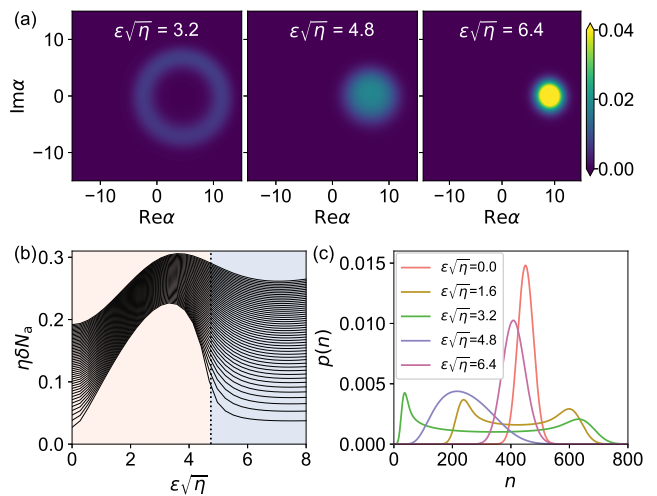 (a)
ε√η = 3.2
ε√η = 4.8
ε√η = 6.4
0.04
0.02
0.00
Imα
10
0
−10
−10 0 10
−10 0 10
−10 0 10
Reα
Reα
Reα
(b)
ηδNₐ
0.3
0.2
0.1
0.0
0 2 4 6 8
ε√η
(c)
p(n)
0.015
0.010
0.005
0.000
ε√η=0.0
ε√η=1.6
ε√η=3.2
ε√η=4.8
ε√η=6.4
0 200 400 600 800
n